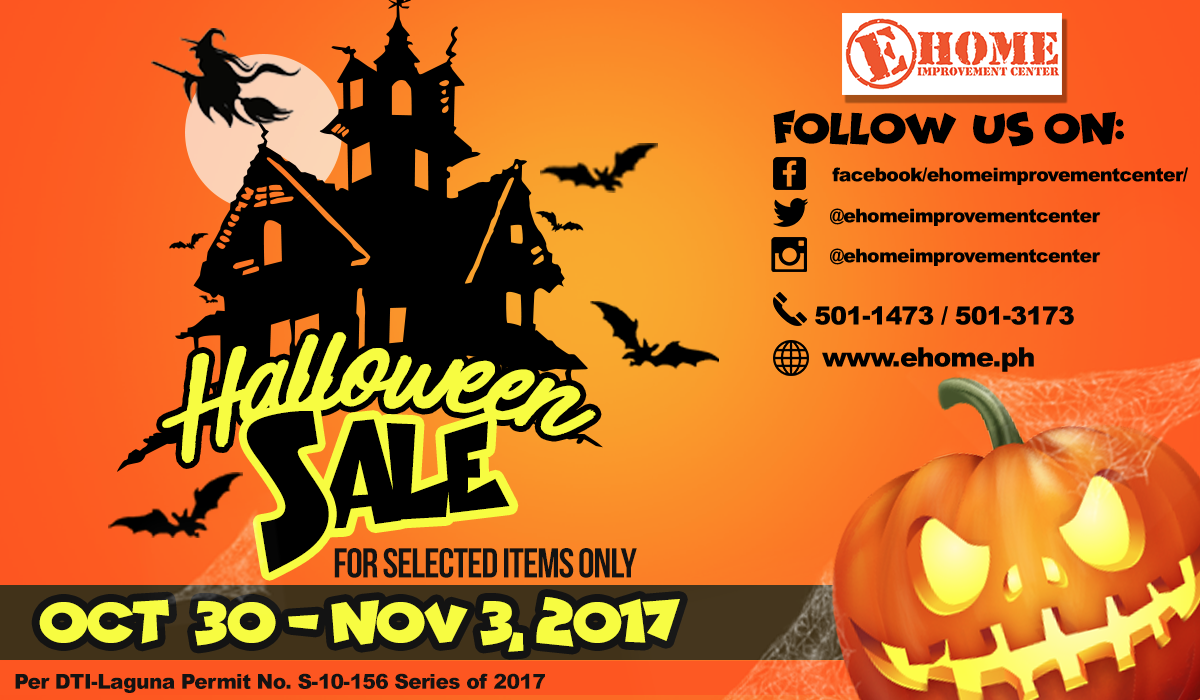 EHOME
IMPROVEMENT CENTER
FOLLOW US ON:
facebook/ehomeimprovementcenter/
@ehomeimprovementcenter
@ehomeimprovementcenter
501-1473 / 501-3173
www.ehome.ph
Halloween
SALE
FOR SELECTED ITEMS ONLY
OCT 30 - NOV 3, 2017
Per DTI-Laguna Permit No. S-10-156 Series of 2017